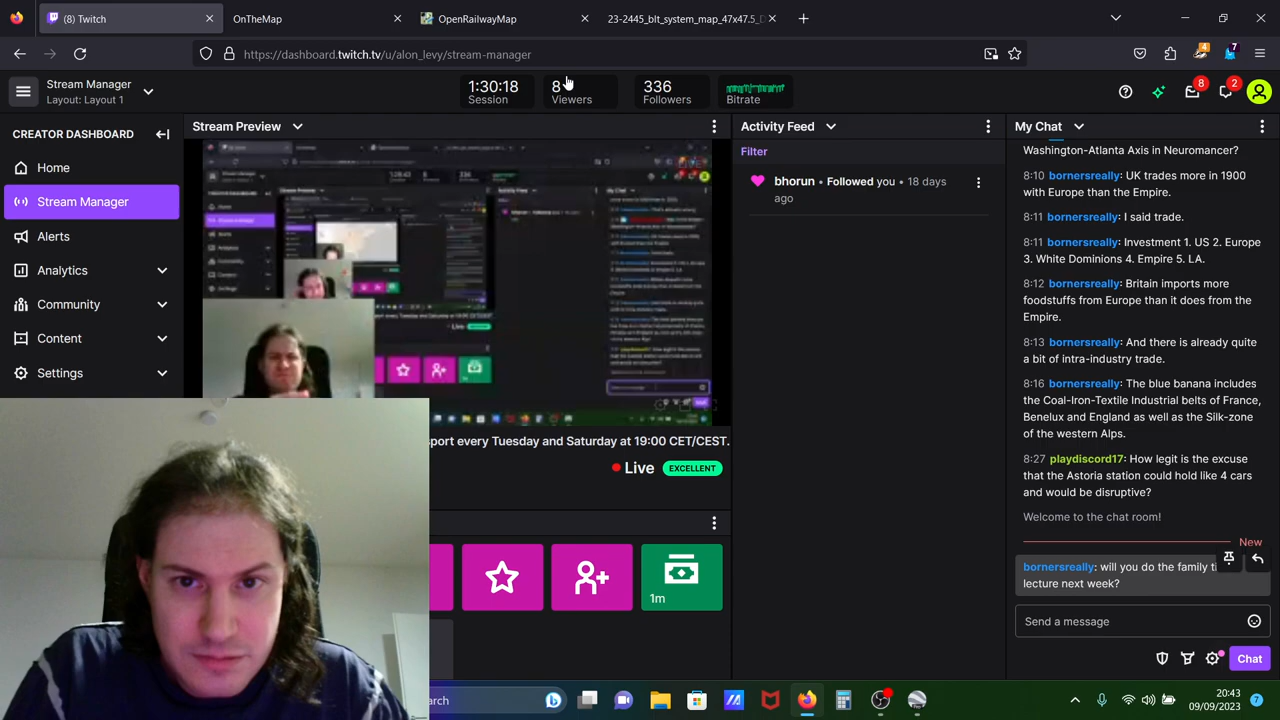 (8) Twitch
OnTheMap
OpenRailwayMap
23-2445_blt_system_map_47x47.5_D
https://dashboard.twitch.tv/u/alon_levy/stream-manager
4
7
Stream Manager
Layout: Layout 1
1:30:18
Session
8
Viewers
336
Followers
Bitrate
8
2
CREATOR DASHBOARD
Home
Stream Manager
Alerts
Analytics
Community
Content
Settings
Stream Preview
sport every Tuesday and Saturday at 19:00 CET/CEST.
Live
EXCELLENT
1m
Activity Feed
Filter
bhorun • Followed you •
days
ago
My Chat
Washington-Atlanta Axis in Neuromancer?
8:10 bornersreally: UK trades more in 1900
with Europe than the Empire.
8:11 bornersreally: I said trade.
8:11 bornersreally: Investment 1. US 2. Europe
3. White Dominions 4. Empire 5. LA.
bornersreally: Britain imports more
food from Europe than it does from the
Empire.
bornersreally: there is already quite
a bit of intra-industry trade.
bornersreally: The blue banana includes
the Coal-Iron-Textile Industrial belts of France,
Benelux and England as well as the Silk-zone
of the western Alps.
8:27 playdiscord17: How legit is the excuse
that the Astoria station could hold like 4 cars
and would be disruptive?
Welcome to the chat room!
New
bornersreally: will you do the family
lecture next week?
Send a message
Chat
20:43
09/09/2023
7